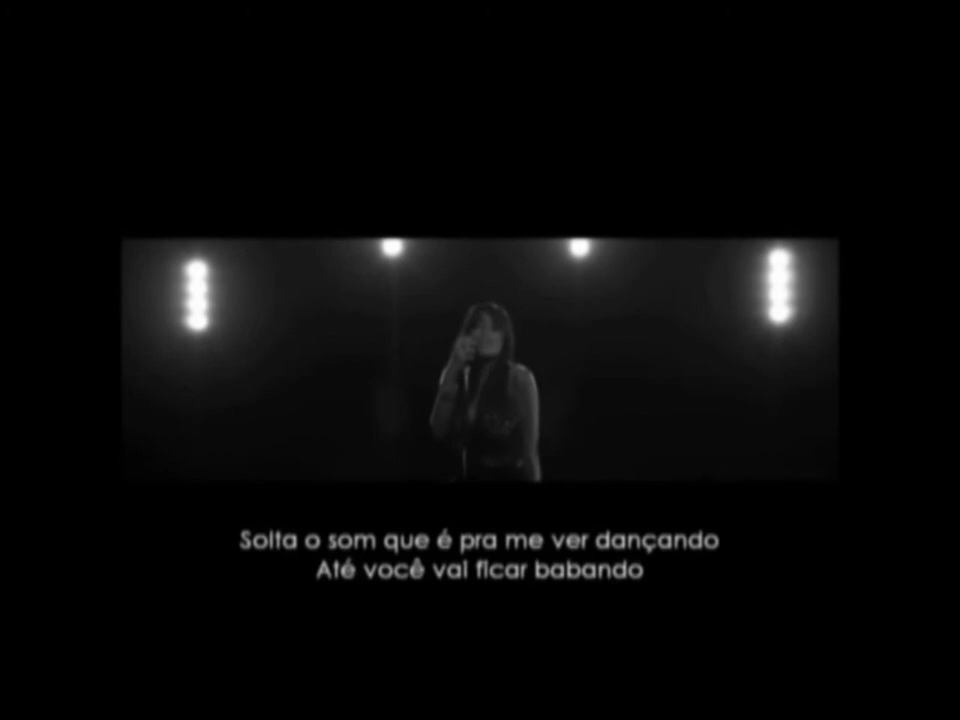 Solta o som que é pra me ver dançando
Até você vai ficar babando